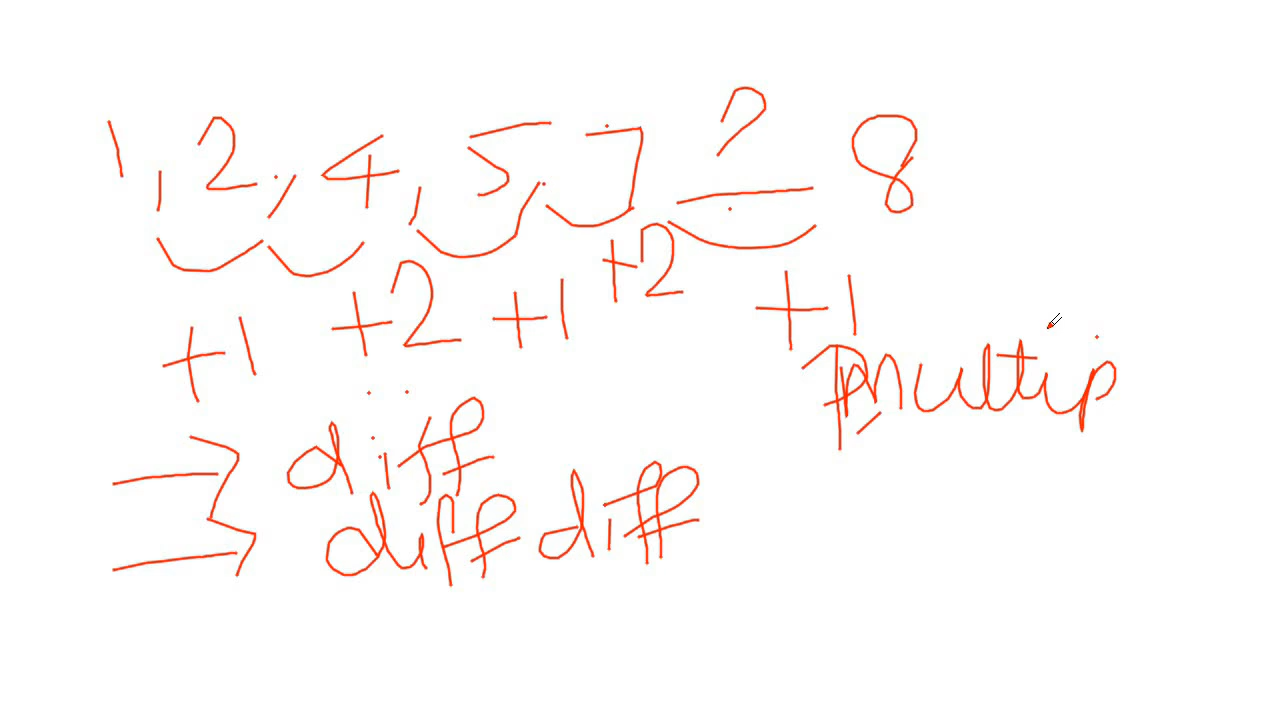 1, 2, 4, 5, 7 ? 8
+1 +2 +1 +2 +1
multip
diff
diff diff